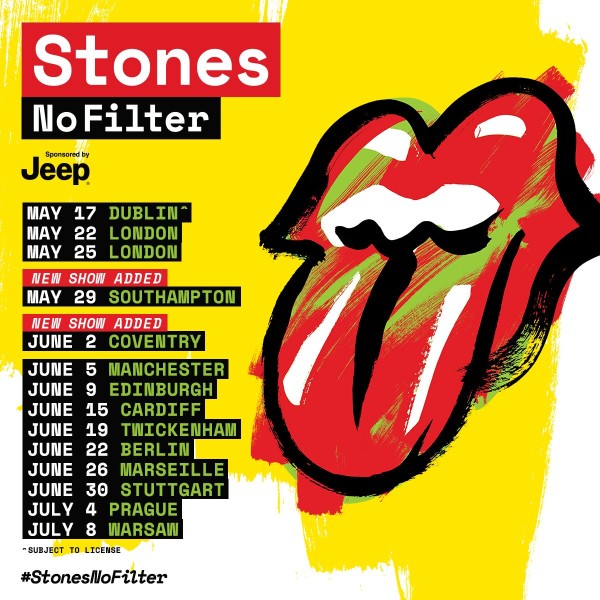 Stones
No Filter
Sponsored by
Jeep®
MAY 17 DUBLIN^
MAY 22 LONDON
MAY 25 LONDON
NEW SHOW ADDED
MAY 29 SOUTHAMPTON
NEW SHOW ADDED
JUNE 2 COVENTRY
JUNE 5 MANCHESTER
JUNE 9 EDINBURGH
JUNE 15 CARDIFF
JUNE 19 TWICKENHAM
JUNE 22 BERLIN
JUNE 26 MARSEILLE
JUNE 30 STUTTGART
JULY 4 PRAGUE
JULY 8 WARSAW
^SUBJECT TO LICENSE
#StonesNoFilter